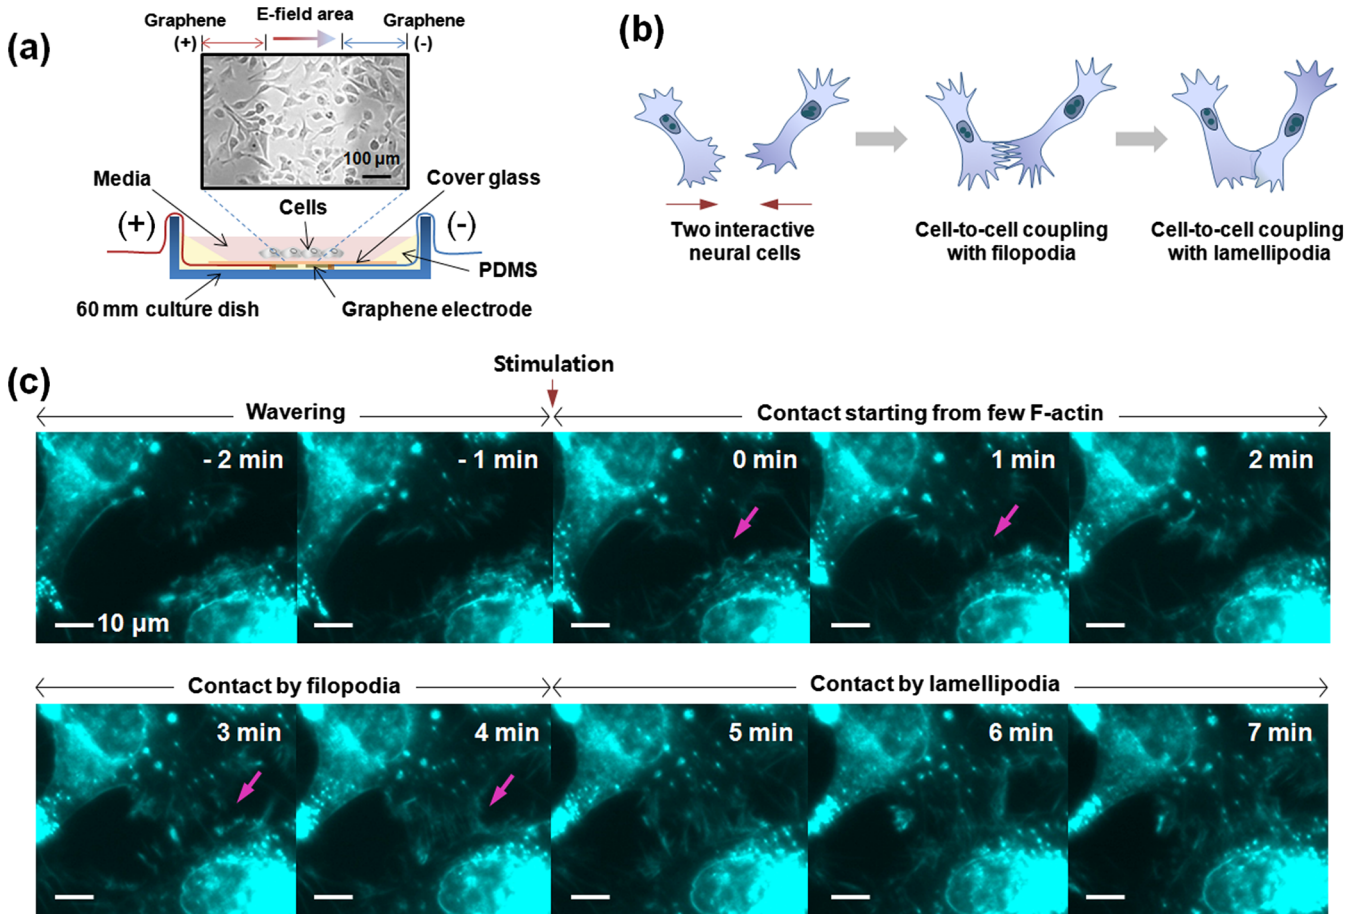 (a)
Graphene
(+)
E-field area
Graphene
(-)
100 µm
Media
Cells
Cover glass
(+)
(-)
PDMS
60 mm culture dish
Graphene electrode
(b)
Two interactive
neural cells
Cell-to-cell coupling
with filopodia
Cell-to-cell coupling
with lamellipodia
(c)
Stimulation
Wavering
Contact starting from few F-actin
- 2 min
- 1 min
0 min
1 min
2 min
10 µm
Contact by filopodia
Contact by lamellipodia
3 min
4 min
5 min
6 min
7 min